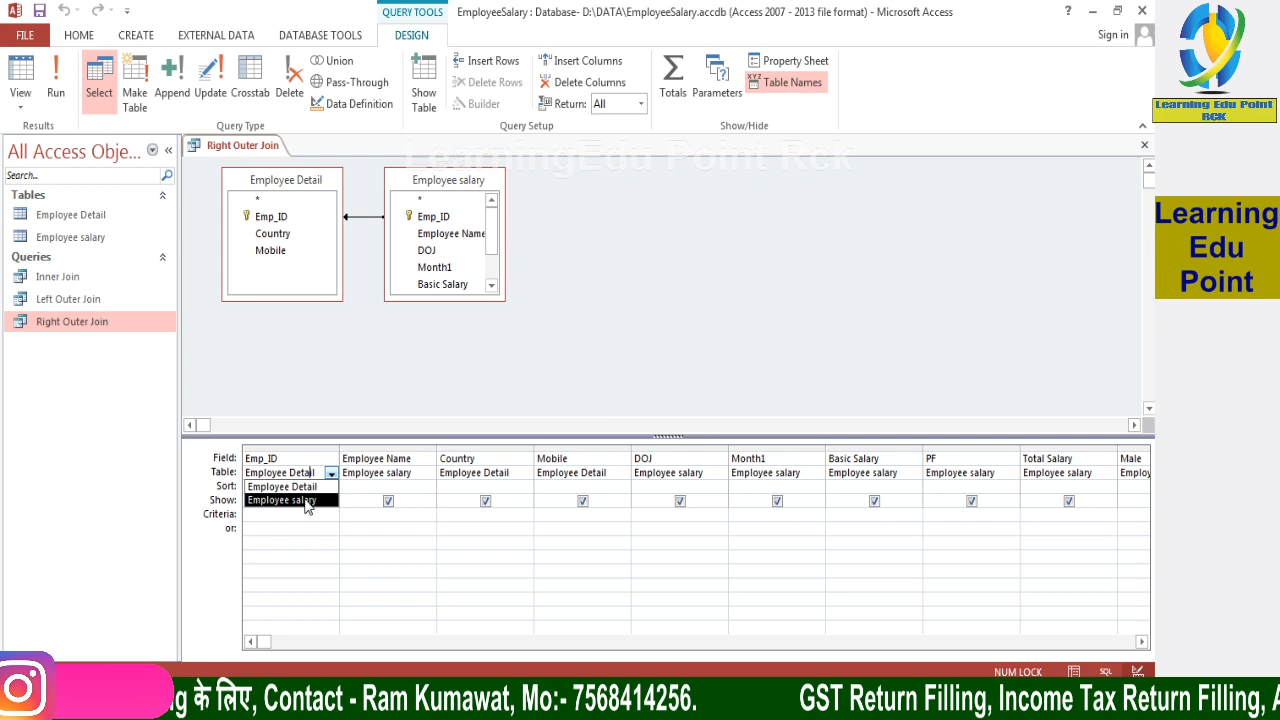 QUERY TOOLS
EmployeeSalary : Database- D:\DATA\EmployeeSalary.accdb (Access 2007 - 2013 file format) - Microsoft Access
FILE HOME CREATE EXTERNAL DATA DATABASE TOOLS DESIGN Sign in
View Run Select Make Table Append Update Crosstab Delete
Union
Pass-Through
Data Definition
Show Table
Insert Rows
Delete Rows
Builder
Insert Columns
Delete Columns
Return: All
Totals Parameters
Property Sheet
Table Names
Results Query Type Query Setup Show/Hide
All Access Obje...
Search...
Tables
Employee Detail
Employee salary
Queries
Inner Join
Left Outer Join
Right Outer Join
Right Outer Join
LearningEdu Point Rck
Employee Detail
*
Emp_ID
Country
Mobile
Employee salary
*
Emp_ID
Employee Name
DOJ
Month1
Basic Salary
Field: Emp_ID Employee Name Country Mobile DOJ Month1 Basic Salary PF Total Salary Male
Table: Employee Detail Employee salary Employee Detail Employee Detail Employee salary Employee salary Employee salary Employee salary Employee salary Employ
Sort: Employee Detail
Show: Employee salary
Criteria:
or:
NUM LOCK SQL
Learning Edu Point
RCK
Learning
Edu
Point
ng के लिए, Contact - Ram Kumawat, Mo:- 7568414256. GST Return Filling, Income Tax Return Filling, A